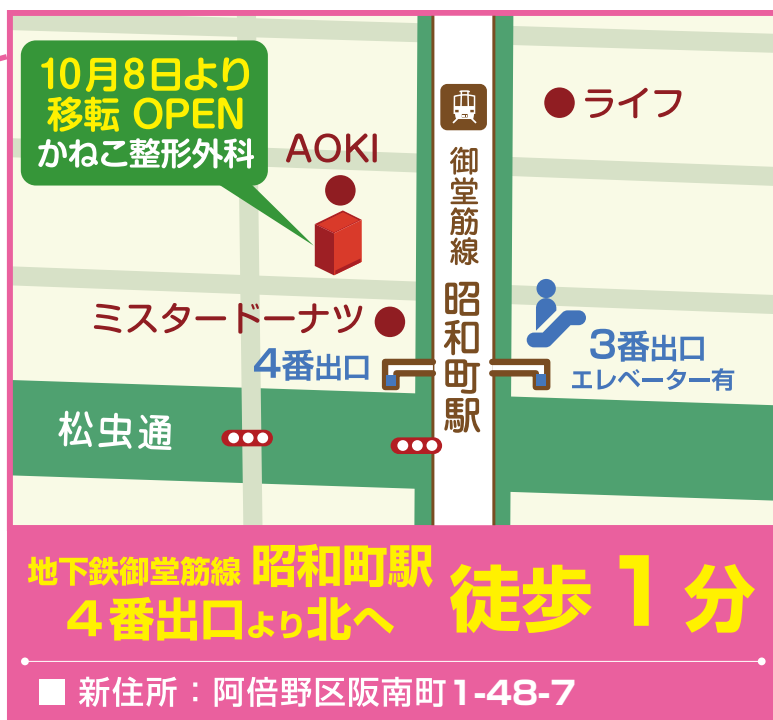 10月8日より
移転 OPEN
かねこ整形外科
AOKI
ライフ
御堂筋線
昭和町駅
ミスタードーナツ
4番出口
3番出口
エレベーター有
松虫通
地下鉄御堂筋線 昭和町駅
4番出口より北へ
徒歩1分
■ 新住所：阿倍野区阪南町1-48-7